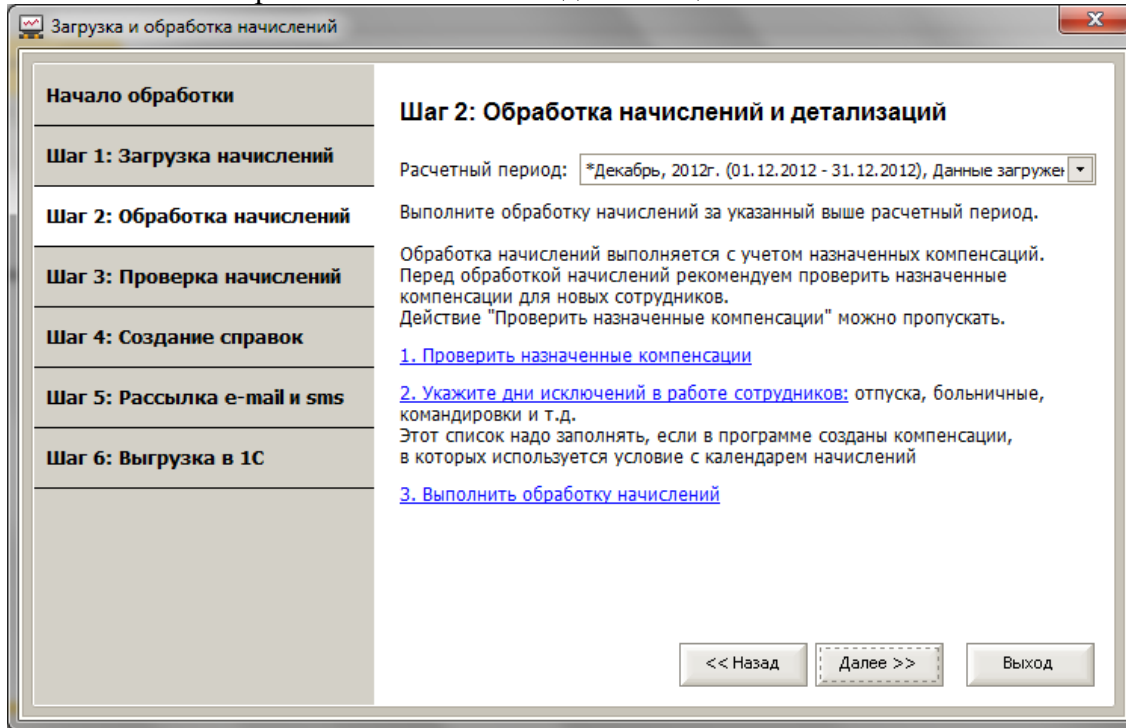 Загрузка и обработка начислений
Начало обработки
Шаг 1: Загрузка начислений
Шаг 2: Обработка начислений
Шаг 3: Проверка начислений
Шаг 4: Создание справок
Шаг 5: Рассылка e-mail и sms
Шаг 6: Выгрузка в 1С
Шаг 2: Обработка начислений и детализаций
Расчетный период: *Декабрь, 2012г. (01.12.2012 - 31.12.2012), Данные загружен
Выполните обработку начислений за указанный выше расчетный период.
Обработка начислений выполняется с учетом назначенных компенсаций.
Перед обработкой начислений рекомендуем проверить назначенные
компенсации для новых сотрудников.
Действие "Проверить назначенные компенсации" можно пропускать.
1. Проверить назначенные компенсации
2. Укажите дни исключений в работе сотрудников: отпуска, больничные,
командировки и т.д.
Этот список надо заполнять, если в программе созданы компенсации,
в которых используется условие с календарем начислений
3. Выполнить обработку начислений
<< Назад
Далее >>
Выход